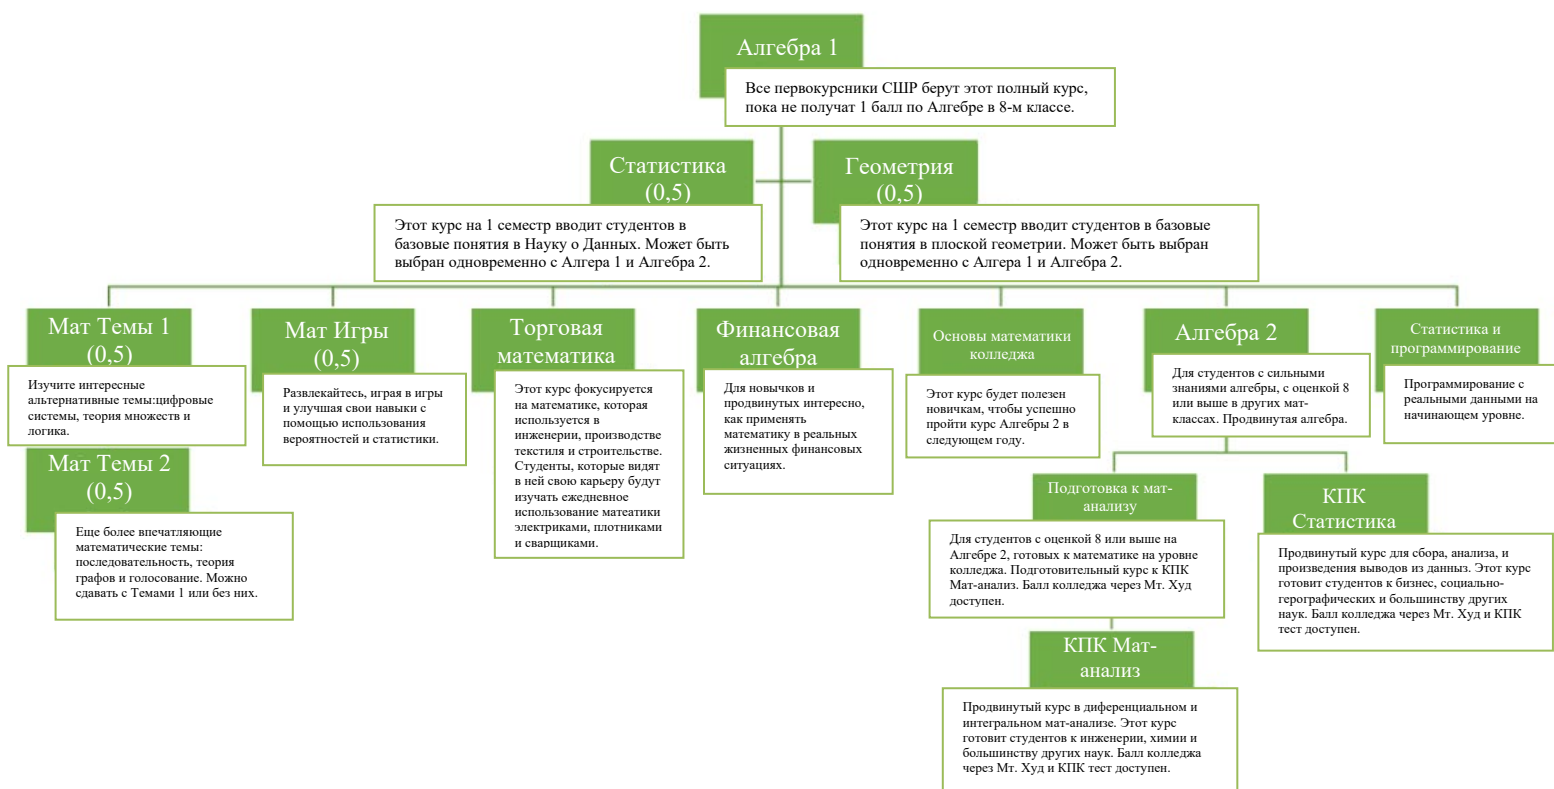 Алгебра 1
Все первокурсники СШР берут этот полный курс,
пока не получат 1 балл по Алгебре в 8-м классе.
Статистика
(0,5)
Этот курс на 1 семестр вводит студентов в
базовые понятия в Науку о Данных. Может быть
выбран одновременно с Алгера 1 и Алгебра 2.
Геометрия
(0,5)
Этот курс на 1 семестр вводит студентов в базовые
понятия в плоской геометрии. Может быть выбран
одновременно с Алгера 1 и Алгебра 2.
Мат Темы 1
(0,5)
Изучите интересные
альтернативные темы:цифровые
системы, теория множеств и
логика.
Мат Темы 2
(0,5)
Еще более впечатляющие
математические темы:
последовательность, теория
графов и голосование. Можно
сдавать с Темами 1 или без них.
Мат Игры
(0,5)
Развлекайтесь, играя в игры
и улучшая свои навыки с
помощью использования
вероятностей и статистики.
Торговая
математика
Этот курс фокусируется
на математике, которая
используется в
инженерии, производстве
текстиля и строительстве.
Студенты, которые видят
в ней свою карьеру будут
изучать ежедневное
использование матеатики
электриками, плотниками
и сварщиками.
Финансовая
алгебра
Для новычков и
продвинутых интересно,
как применять
математику в реальных
жизненных финансовых
ситуациях.
Основы математики
колледжа
Этот курс будет полезен
новичкам, чтобы успешно
пройти курс Алгебры 2 в
следующем году.
Алгебра 2
Для студентов с сильными
знаниями алгебры, с оценкой 8
или выше в других мат-
классах. Продвинутая алгебра.
Статистика и
программирование
Программирование с
реальными данными на
начинающем уровне.
Подготовка к мат-
анализу
Для студентов с оценкой 8 или выше на
Алгебре 2, готовых к математике на уровне
колледжа. Подготовительный курс к КПК
Мат-анализ. Балл колледжа через Мт. Худ
доступен.
КПК
Статистика
Продвинутый курс для сбора, анализа, и
произведения выводов из данныз. Этот курс
готовит студентов к бизнес, социально-
герографических и большинству других
наук. Балл колледжа через Мт. Худ и КПК
тест доступен.
КПК Мат-
анализ
Продвинутый курс в диференциальном и
интегральном мат-анализе. Этот курс
готовит студентов к инженерии, химии и
большинству других наук. Балл колледжа
через Мт. Худ и КПК тест доступен.